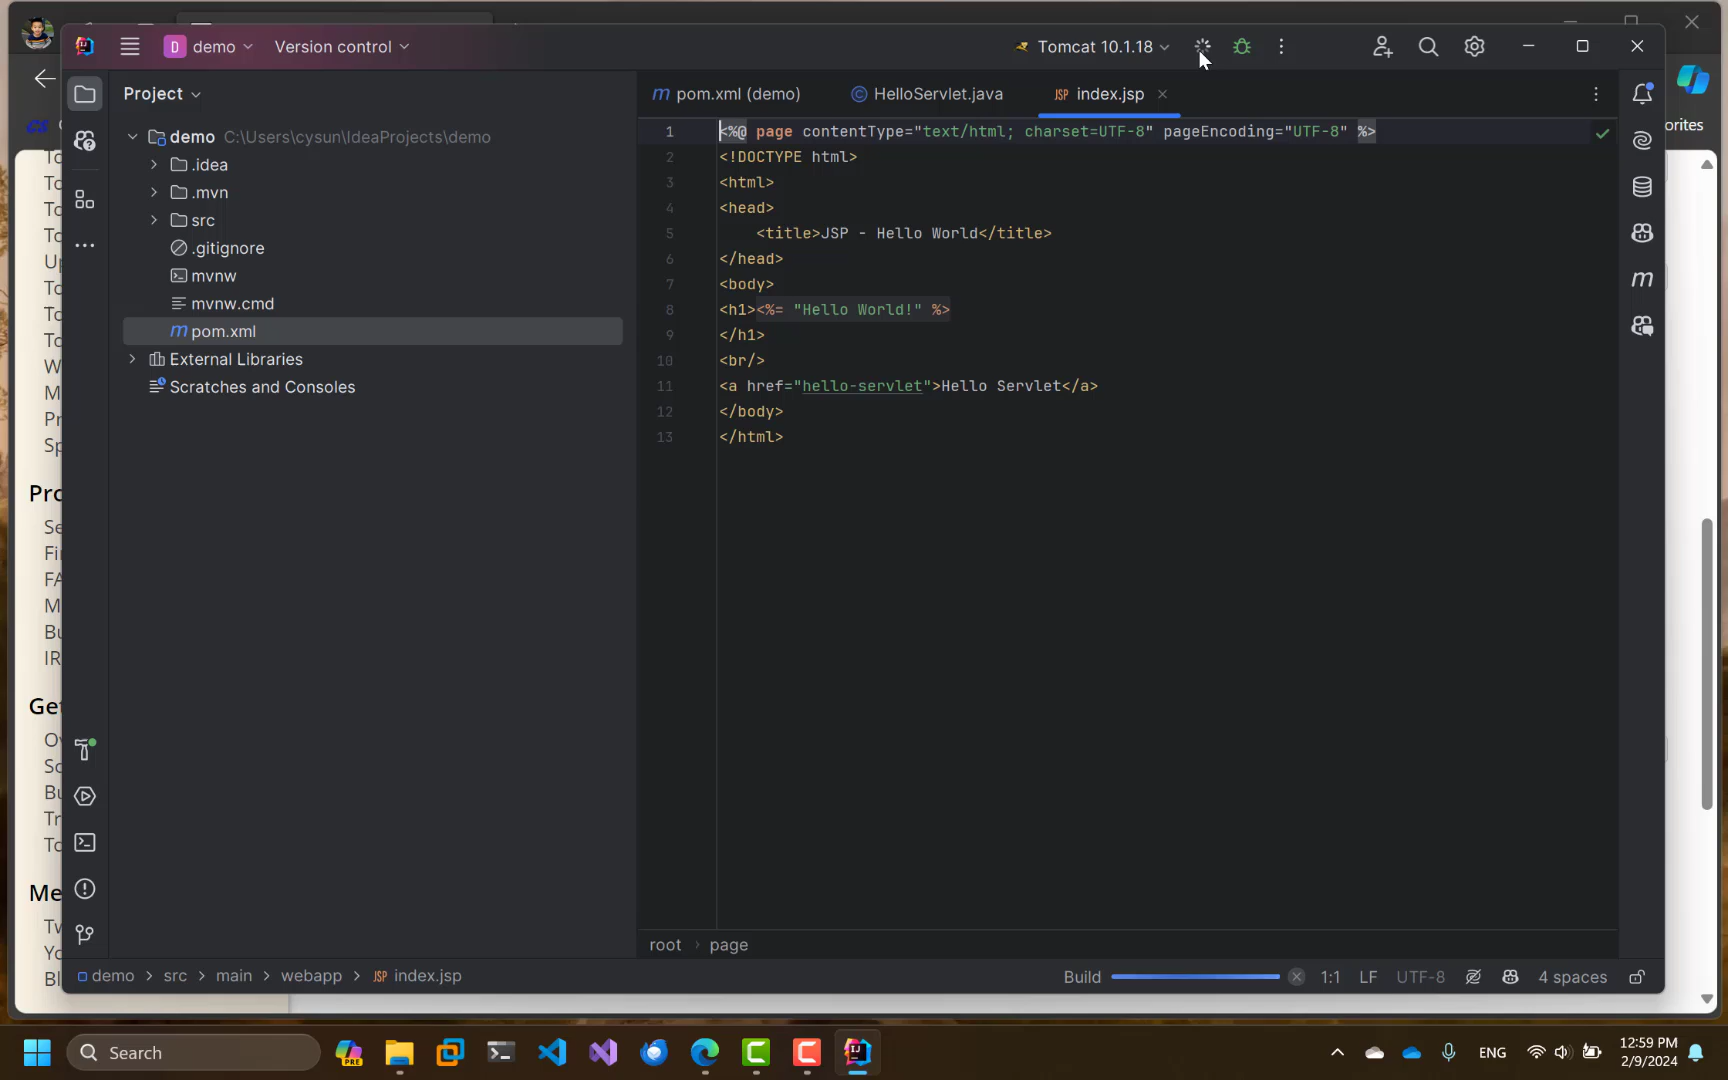 D demo Version control Tomcat 10.1.18
Project
pom.xml (demo) HelloServlet.java index.jsp
demo C:\Users\cysun\IdeaProjects\demo
.idea
.mvn
src
.gitignore
mvnw
mvnw.cmd
pom.xml
External Libraries
Scratches and Consoles
1 <%@ page contentType="text/html; charset=UTF-8" pageEncoding="UTF-8" %>
2 <!DOCTYPE html>
3 <html>
4 <head>
5 <title>JSP - Hello World</title>
6 </head>
7 <body>
8 <h1><%= "Hello World!" %>
9 </h1>
10 <br/>
11 <a href="hello-servlet">Hello Servlet</a>
12 </body>
13 </html>
root > page
demo > src > main > webapp > index.jsp
Build 1:1 LF UTF-8 4 spaces
Search
ENG
12:59 PM
2/9/2024